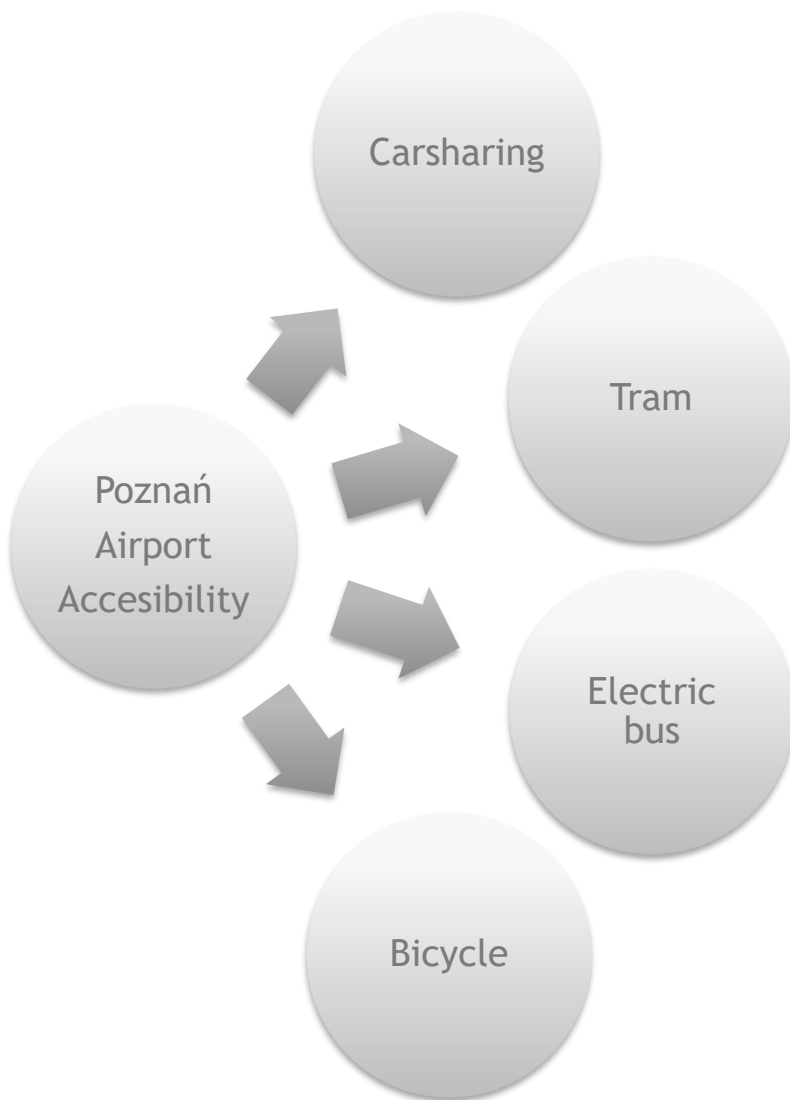 Carsharing
Tram
Poznań
Airport
Accesibility
Electric
bus
Bicycle